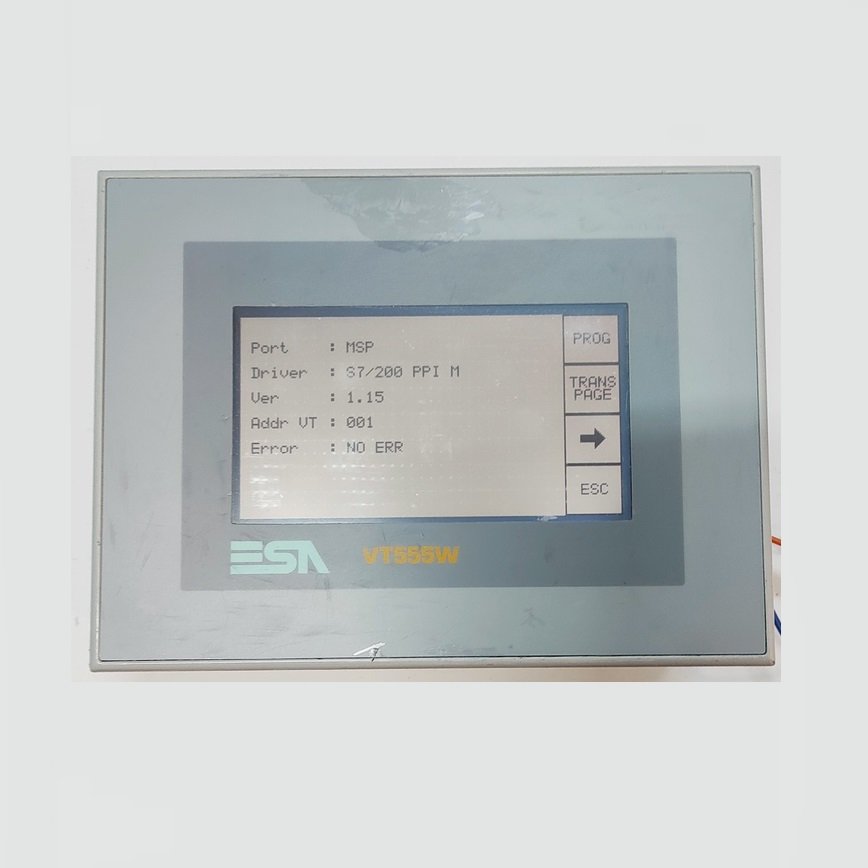 Port : MSP
Driver : S7/200 PPI M
Ver : 1.15
Addr VT : 001
Error : NO ERR
PROG
TRANS
PAGE
ESC
ESA VT555W